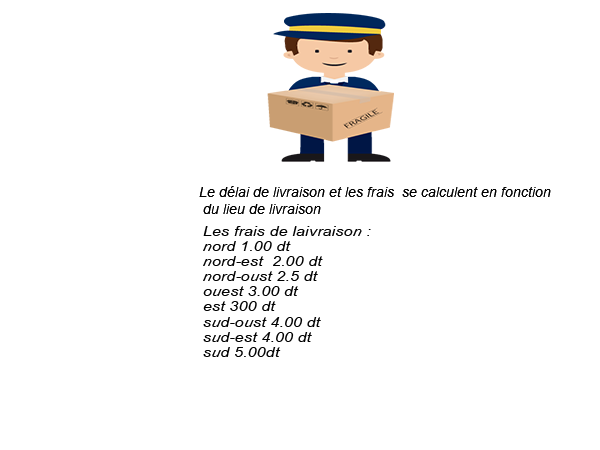 FRAGILE
Le délai de livraison et les frais se calculent en fonction
du lieu de livraison
Les frais de laivraison :
nord 1.00 dt
nord-est 2.00 dt
nord-oust 2.5 dt
ouest 3.00 dt
est 300 dt
sud-oust 4.00 dt
sud-est 4.00 dt
sud 5.00dt